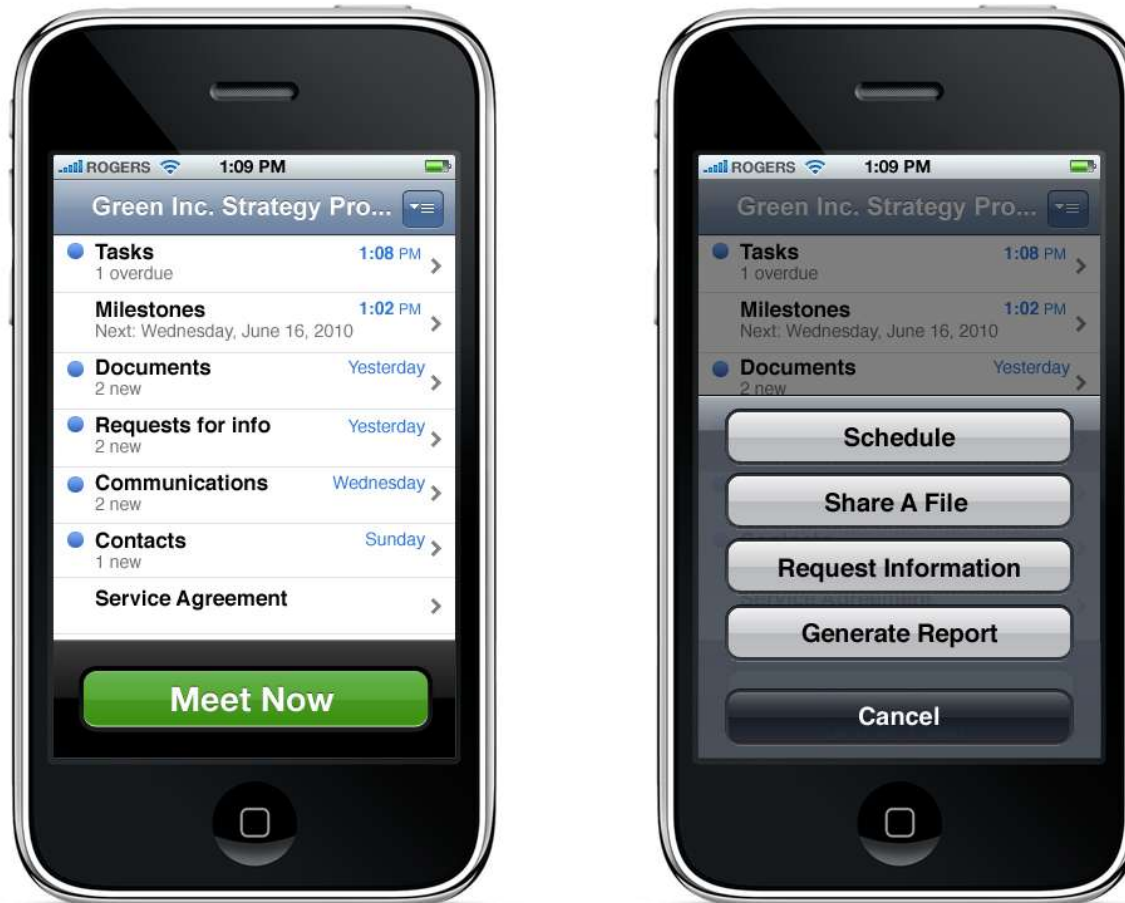 ROGERS 1:09 PM
Green Inc. Strategy Pro...
Tasks 1:08 PM
1 overdue
Milestones 1:02 PM
Next: Wednesday, June 16, 2010
Documents Yesterday
2 new
Requests for info Yesterday
2 new
Communications Wednesday
2 new
Contacts Sunday
1 new
Service Agreement
Meet Now
ROGERS 1:09 PM
Green Inc. Strategy Pro...
Tasks 1:08 PM
1 overdue
Milestones 1:02 PM
Next: Wednesday, June 16, 2010
Documents Yesterday
2 new
Schedule
Share A File
Request Information
Service Agreement
Generate Report
Cancel